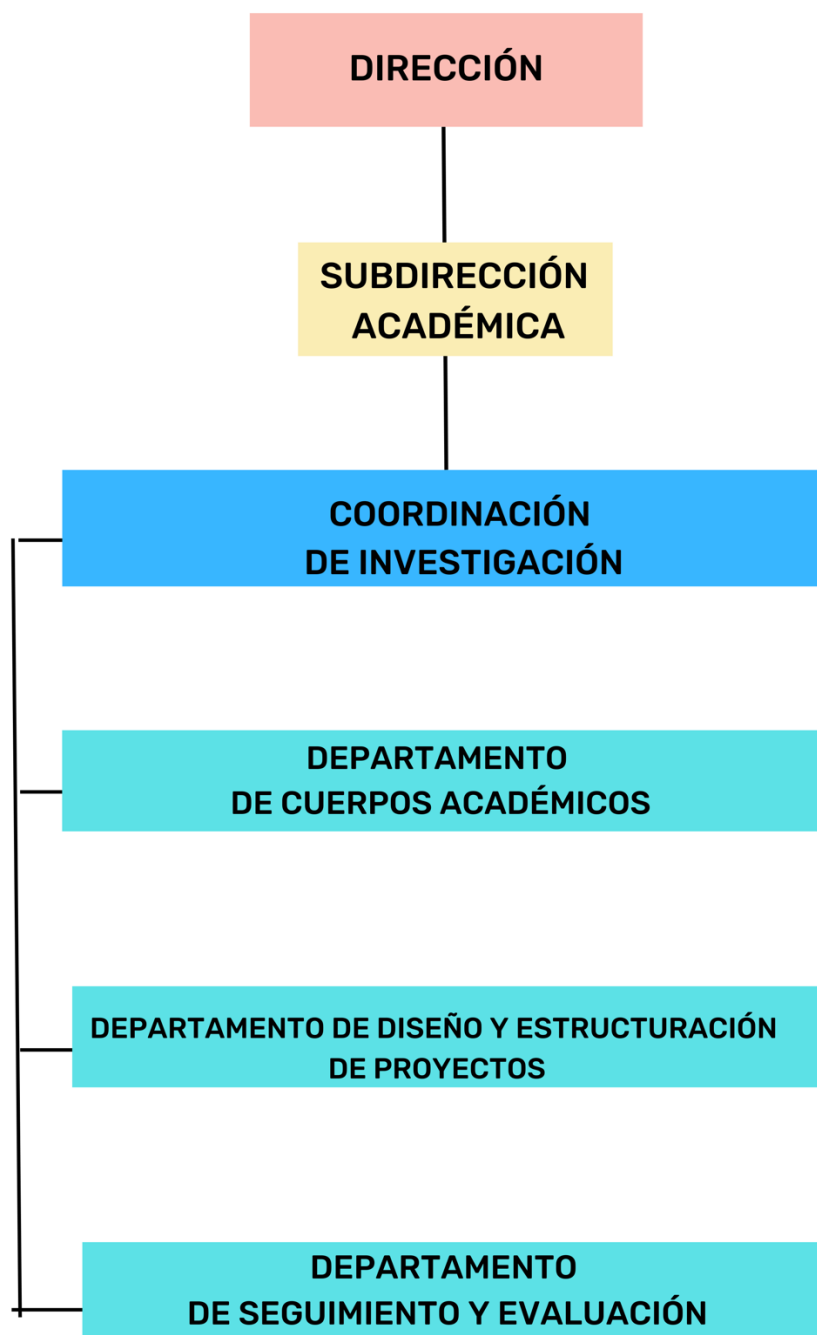 DIRECCIÓN
SUBDIRECCIÓN
ACADÉMICA
COORDINACIÓN
DE INVESTIGACIÓN
DEPARTAMENTO
DE CUERPOS ACADÉMICOS
DEPARTAMENTO DE DISEÑO Y ESTRUCTURACIÓN
DE PROYECTOS
DEPARTAMENTO
DE SEGUIMIENTO Y EVALUACIÓN